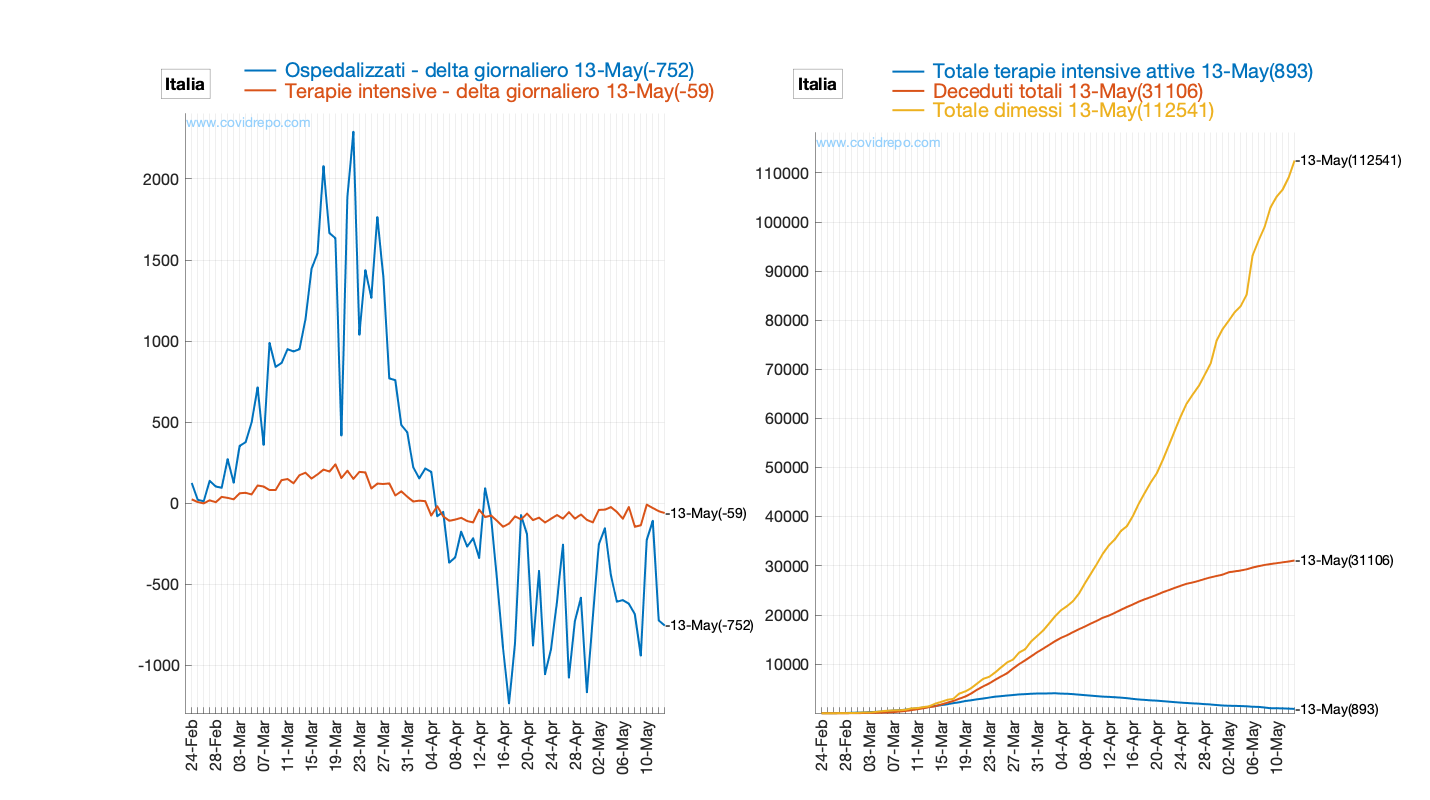 Italia
Ospedalizzati - delta giornaliero 13-May(-752)
Terapie intensive - delta giornaliero 13-May(-59)
www.covidrepo.com
2000
1500
1000
500
0
-500
-1000
-13-May(-59)
-13-May(-752)
24-Feb
28-Feb
03-Mar
07-Mar
11-Mar
15-Mar
19-Mar
23-Mar
27-Mar
31-Mar
04-Apr
08-Apr
12-Apr
16-Apr
20-Apr
24-Apr
28-Apr
02-May
06-May
10-May
Italia
Totale terapie intensive attive 13-May(893)
Deceduti totali 13-May(31106)
Totale dimessi 13-May(112541)
www.covidrepo.com
110000
100000
90000
80000
70000
60000
50000
40000
30000
20000
10000
-13-May(112541)
-13-May(31106)
-13-May(893)
24-Feb
28-Feb
03-Mar
07-Mar
11-Mar
15-Mar
19-Mar
23-Mar
27-Mar
31-Mar
04-Apr
08-Apr
12-Apr
16-Apr
20-Apr
24-Apr
28-Apr
02-May
06-May
10-May